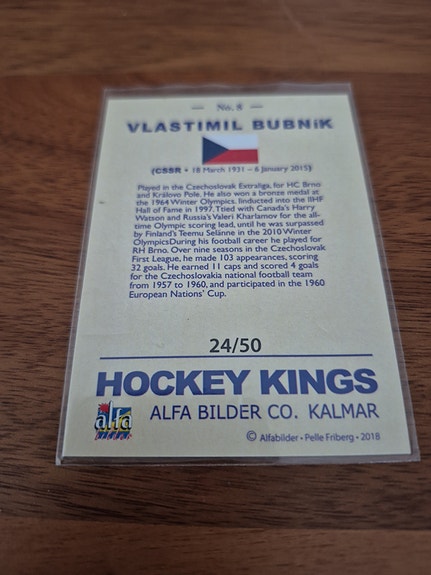 — No. 8 —
VLASTIMIL BUBNiK
(CSSR • 18 March 1931 – 6 January 2015)
Played in the Czechoslovak Extraliga, for HC Brno
and Královo Pole. He also won a bronze medal at
the 1964 Winter Olympics. Iinducted into the IIHF
Hall of Fame in 1997. Ttied with Canada's Harry
Watson and Russia's Valeri Kharlamov for the all-
time Olympic scoring lead, until he was surpassed
by Finland's Teemu Selänne in the 2010 Winter
OlympicsDuring his football career he played for
RH Brno. Over nine seasons in the Czechoslovak
First League, he made 103 appearances, scoring
32 goals. He earned 11 caps and scored 4 goals
for the Czechoslovakia national football team
from 1957 to 1960, and participated in the 1960
European Nations' Cup.
24/50
HOCKEY KINGS
alfa
ALFA BILDER CO. KALMAR
© Alfabilder • Pelle Friberg • 2018